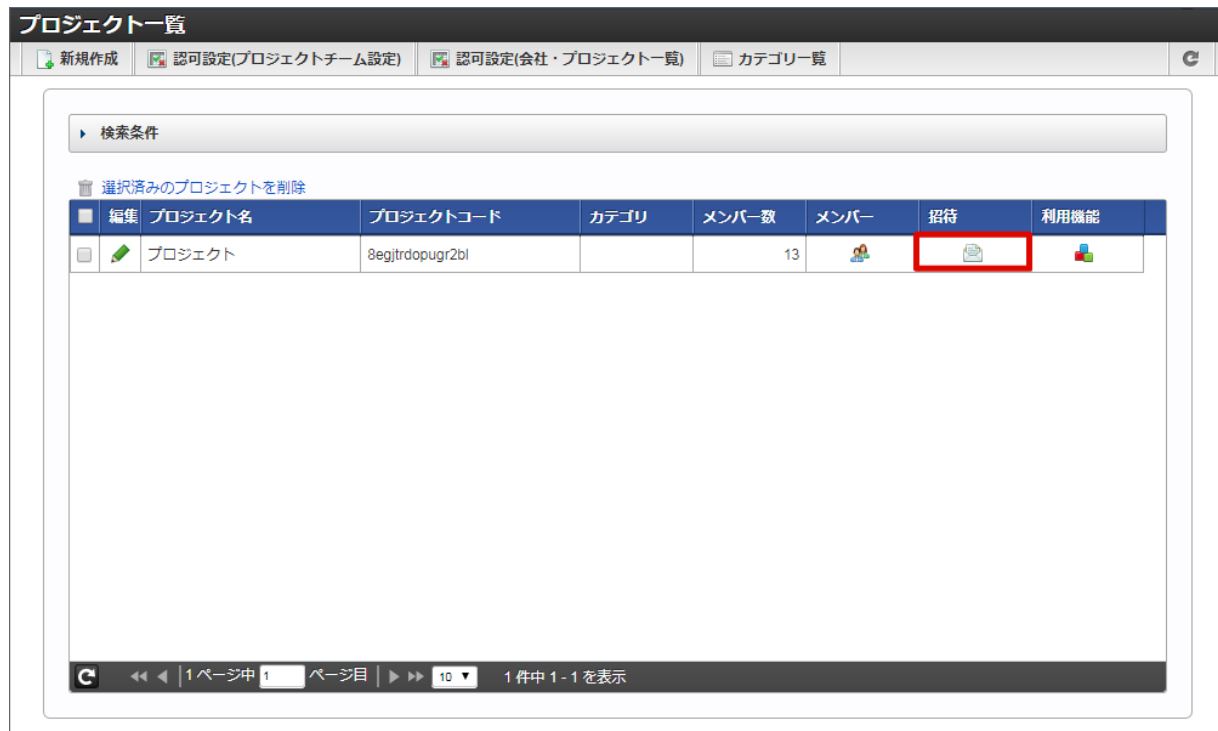 プロジェクト一覧
新規作成 認可設定(プロジェクトチーム設定) 認可設定(会社・プロジェクト一覧) カテゴリ一覧
検索条件
選択済みのプロジェクトを削除
編集 プロジェクト名 プロジェクトコード カテゴリ メンバー数 メンバー 招待 利用機能
プロジェクト 8egjtrdopugr2bl 13
1 ページ中 1 ページ目 10 1 件中 1 - 1 を表示